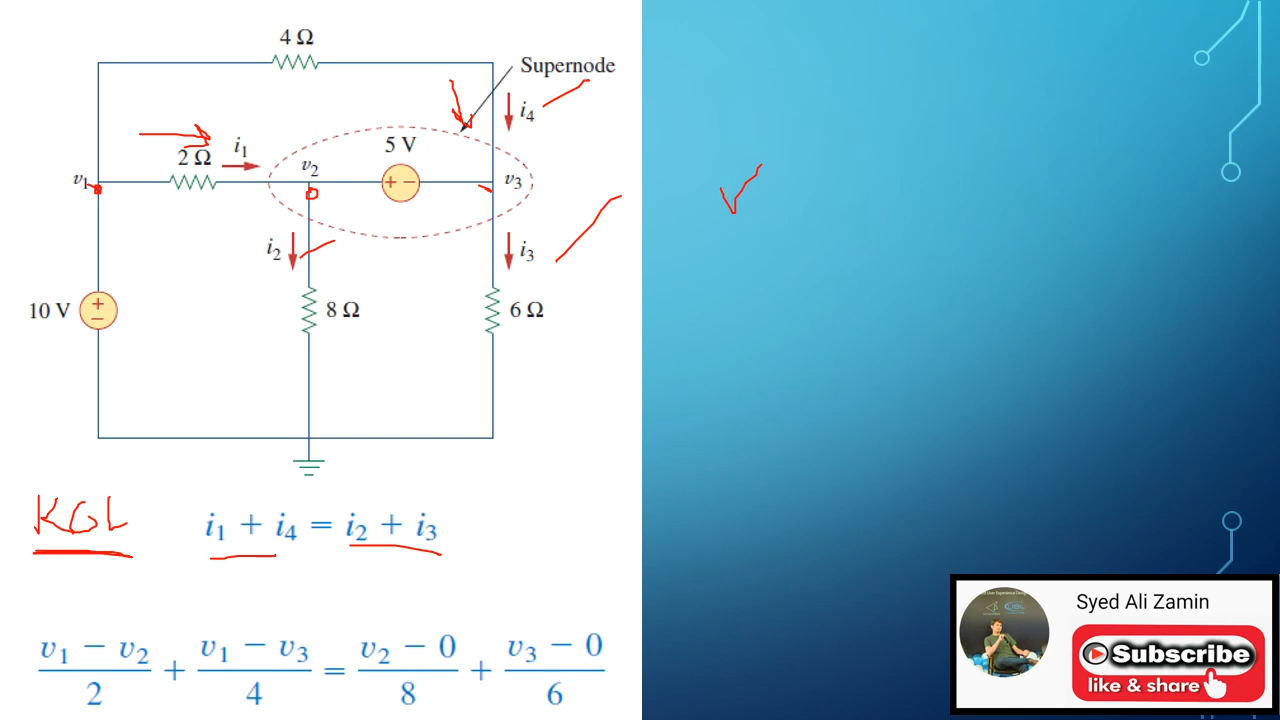 4 Ω
Supernode
i4
5 V
i1
2 Ω
v2
v1
+ −
v3
i2
i3
10 V
+
−
8 Ω
6 Ω
KCL
i1 + i4 = i2 + i3
Syed Ali Zamin
Subscribe
like & share
v1 − v2 / 2 + v1 − v3 / 4 = v2 − 0 / 8 + v3 − 0 / 6